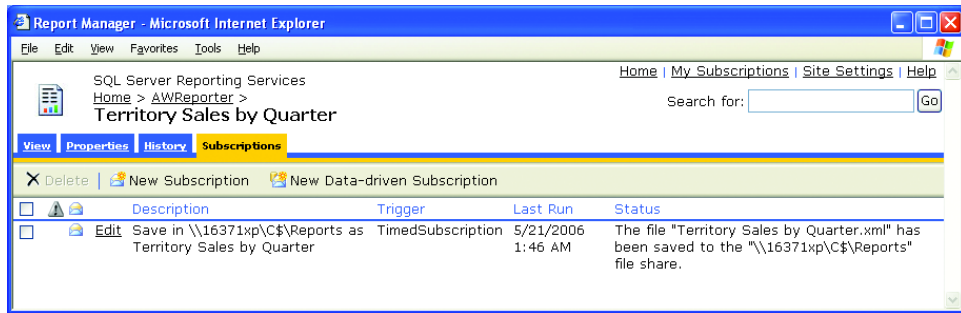 Report Manager - Microsoft Internet Explorer
File Edit View Favorites Tools Help
SQL Server Reporting Services
Home > AWReporter >
Territory Sales by Quarter
Home | My Subscriptions | Site Settings | Help
Search for: Go
View Properties History Subscriptions
Delete | New Subscription New Data-driven Subscription
Description Trigger Last Run Status
Edit Save in \\16371xp\C$\Reports as TimedSubscription 5/21/2006 The file "Territory Sales by Quarter.xml" has
Territory Sales by Quarter 1:46 AM been saved to the "\\16371xp\C$\Reports"
file share.